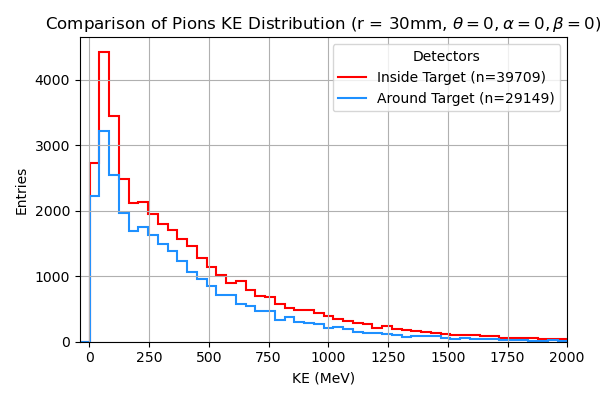 Comparison of Pions KE Distribution (r = 30mm, θ = 0, α = 0, β = 0)
Detectors
Inside Target (n=39709)
Around Target (n=29149)
4000
3000
2000
1000
0
Entries
0 250 500 750 1000 1250 1500 1750 2000
KE (MeV)